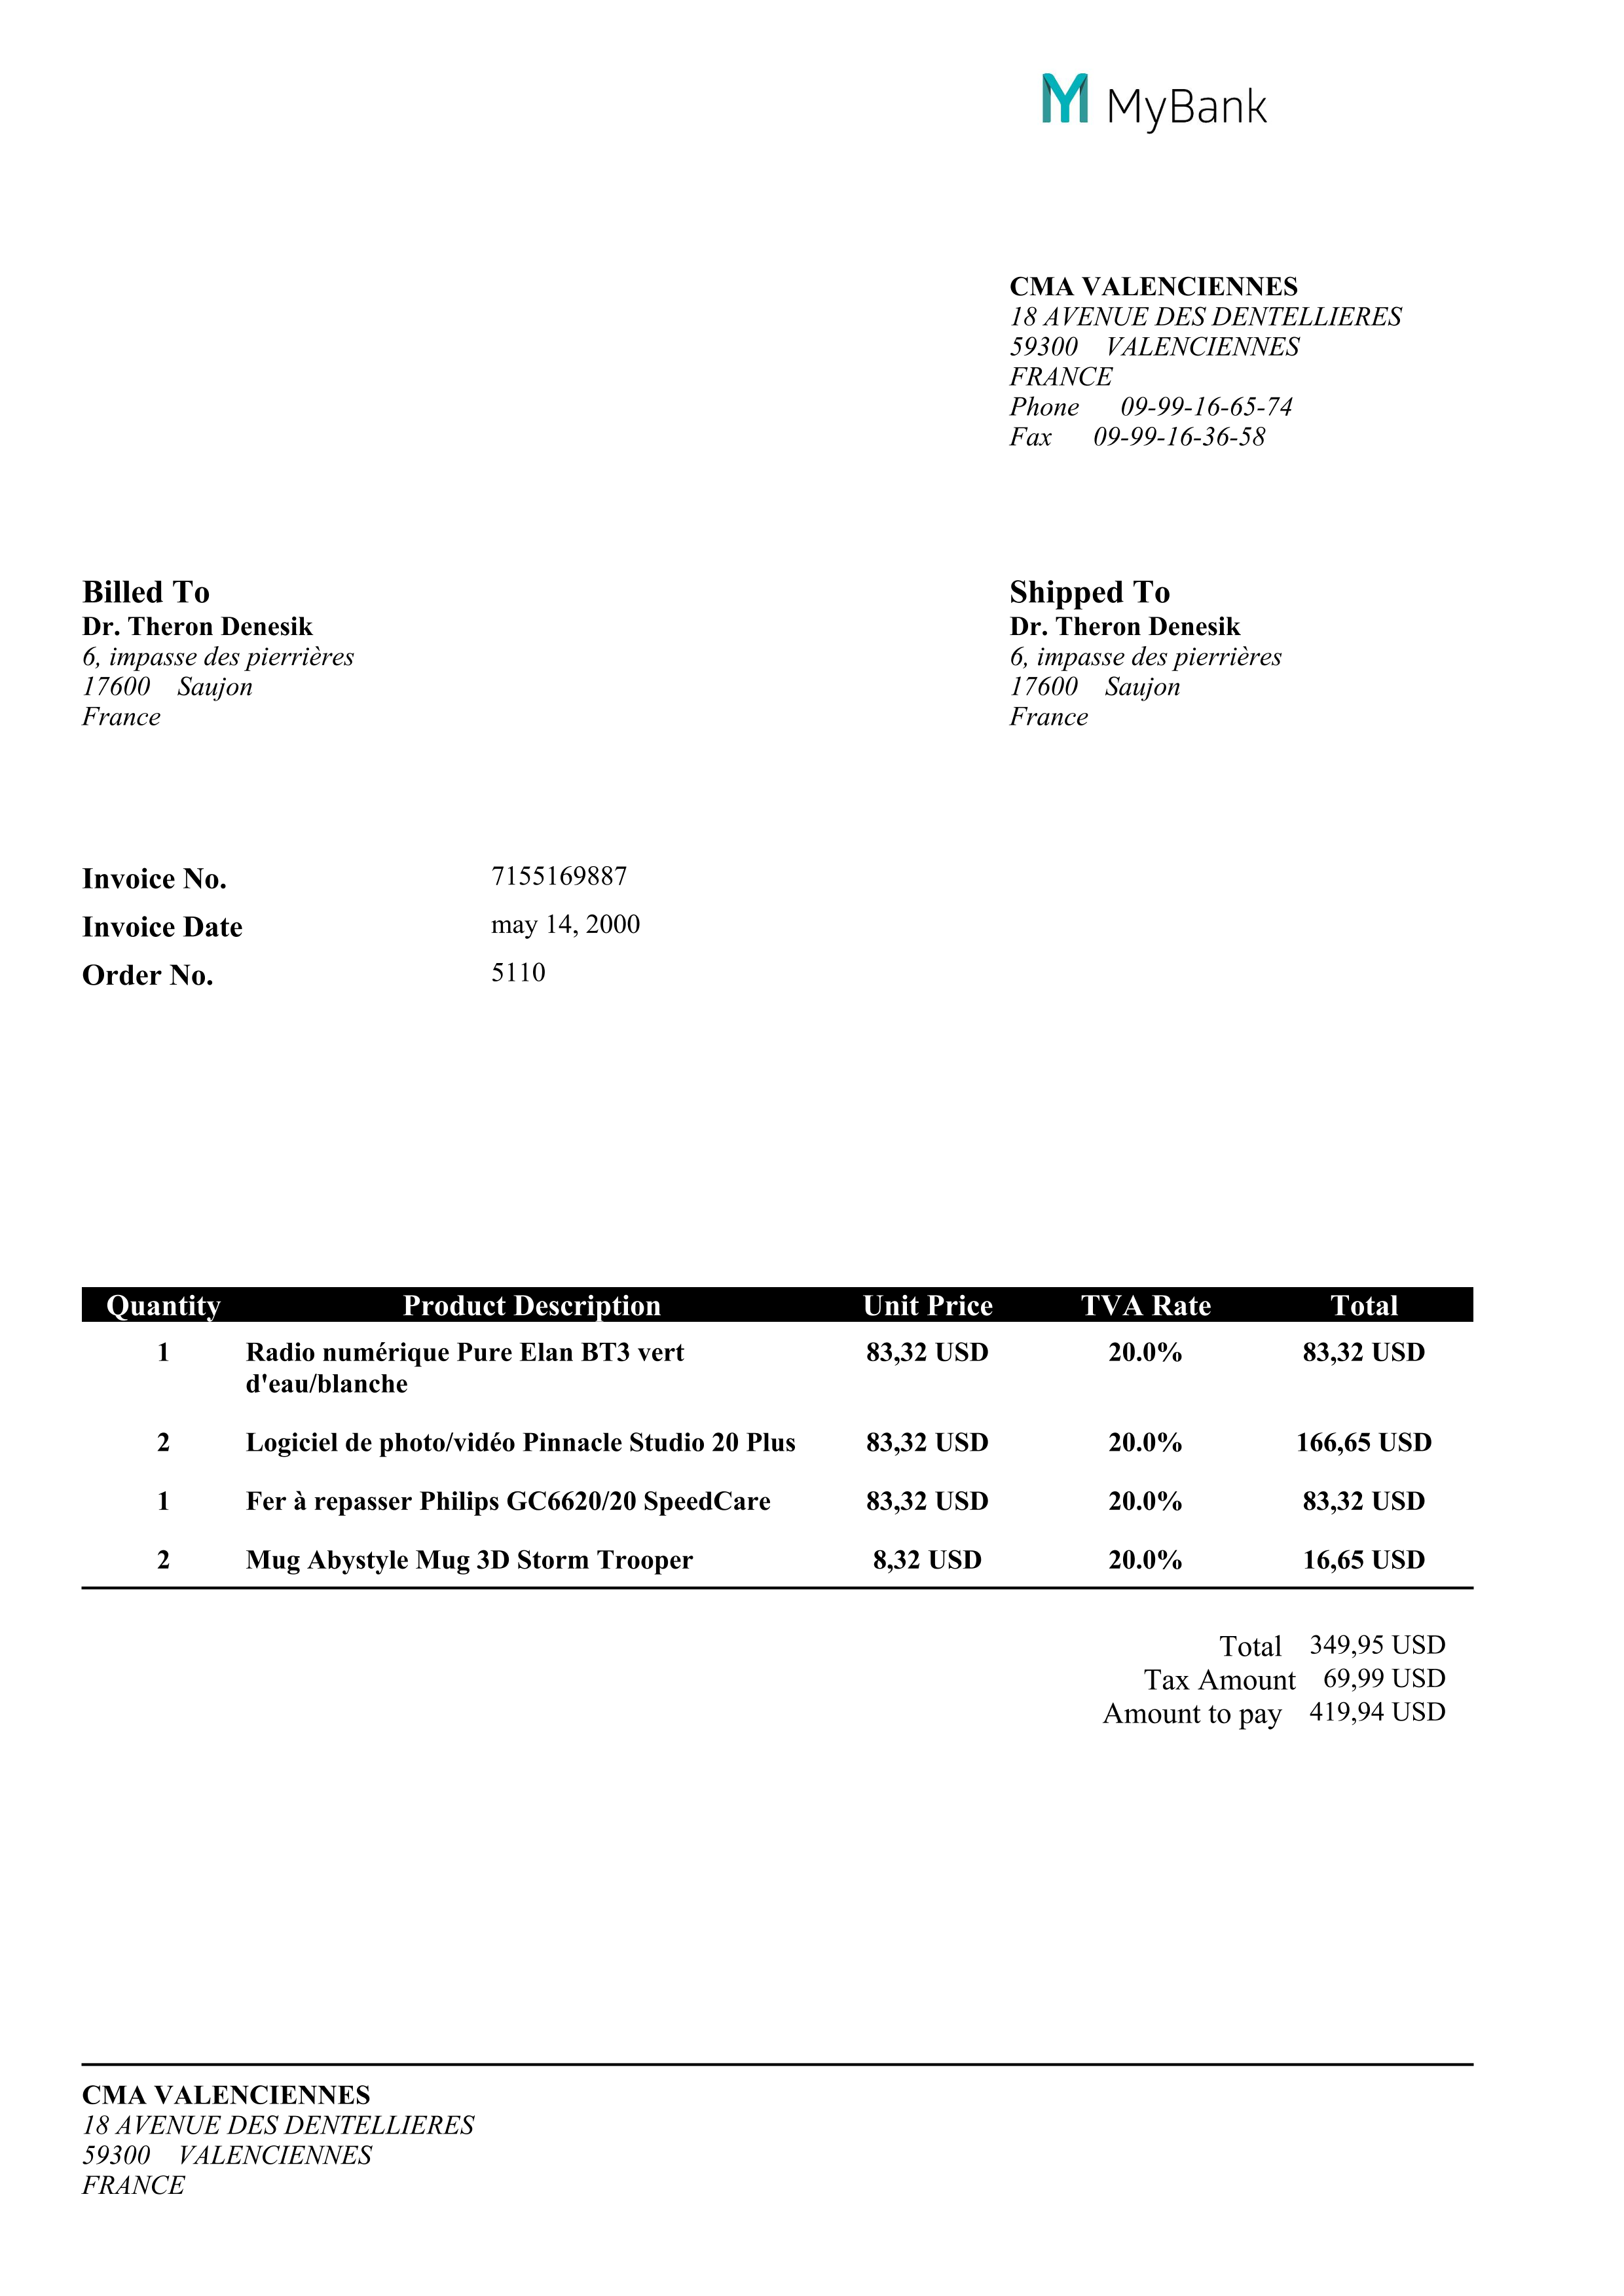 MyBank
CMA VALENCIENNES
18 AVENUE DES DENTELLIERES
59300 VALENCIENNES
FRANCE
Phone 09-99-16-65-74
Fax 09-99-16-36-58
Billed To
Dr. Theron Denesik
6, impasse des pierrières
17600 Saujon
France
Shipped To
Dr. Theron Denesik
6, impasse des pierrières
17600 Saujon
France
Invoice No. 7155169887
Invoice Date may 14, 2000
Order No. 5110
Quantity Product Description Unit Price TVA Rate Total
1 Radio numérique Pure Elan BT3 vert 83,32 USD 20.0% 83,32 USD
d'eau/blanche
2 Logiciel de photo/vidéo Pinnacle Studio 20 Plus 83,32 USD 20.0% 166,65 USD
1 Fer à repasser Philips GC6620/20 SpeedCare 83,32 USD 20.0% 83,32 USD
2 Mug Abystyle Mug 3D Storm Trooper 8,32 USD 20.0% 16,65 USD
Total 349,95 USD
Tax Amount 69,99 USD
Amount to pay 419,94 USD
CMA VALENCIENNES
18 AVENUE DES DENTELLIERES
59300 VALENCIENNES
FRANCE